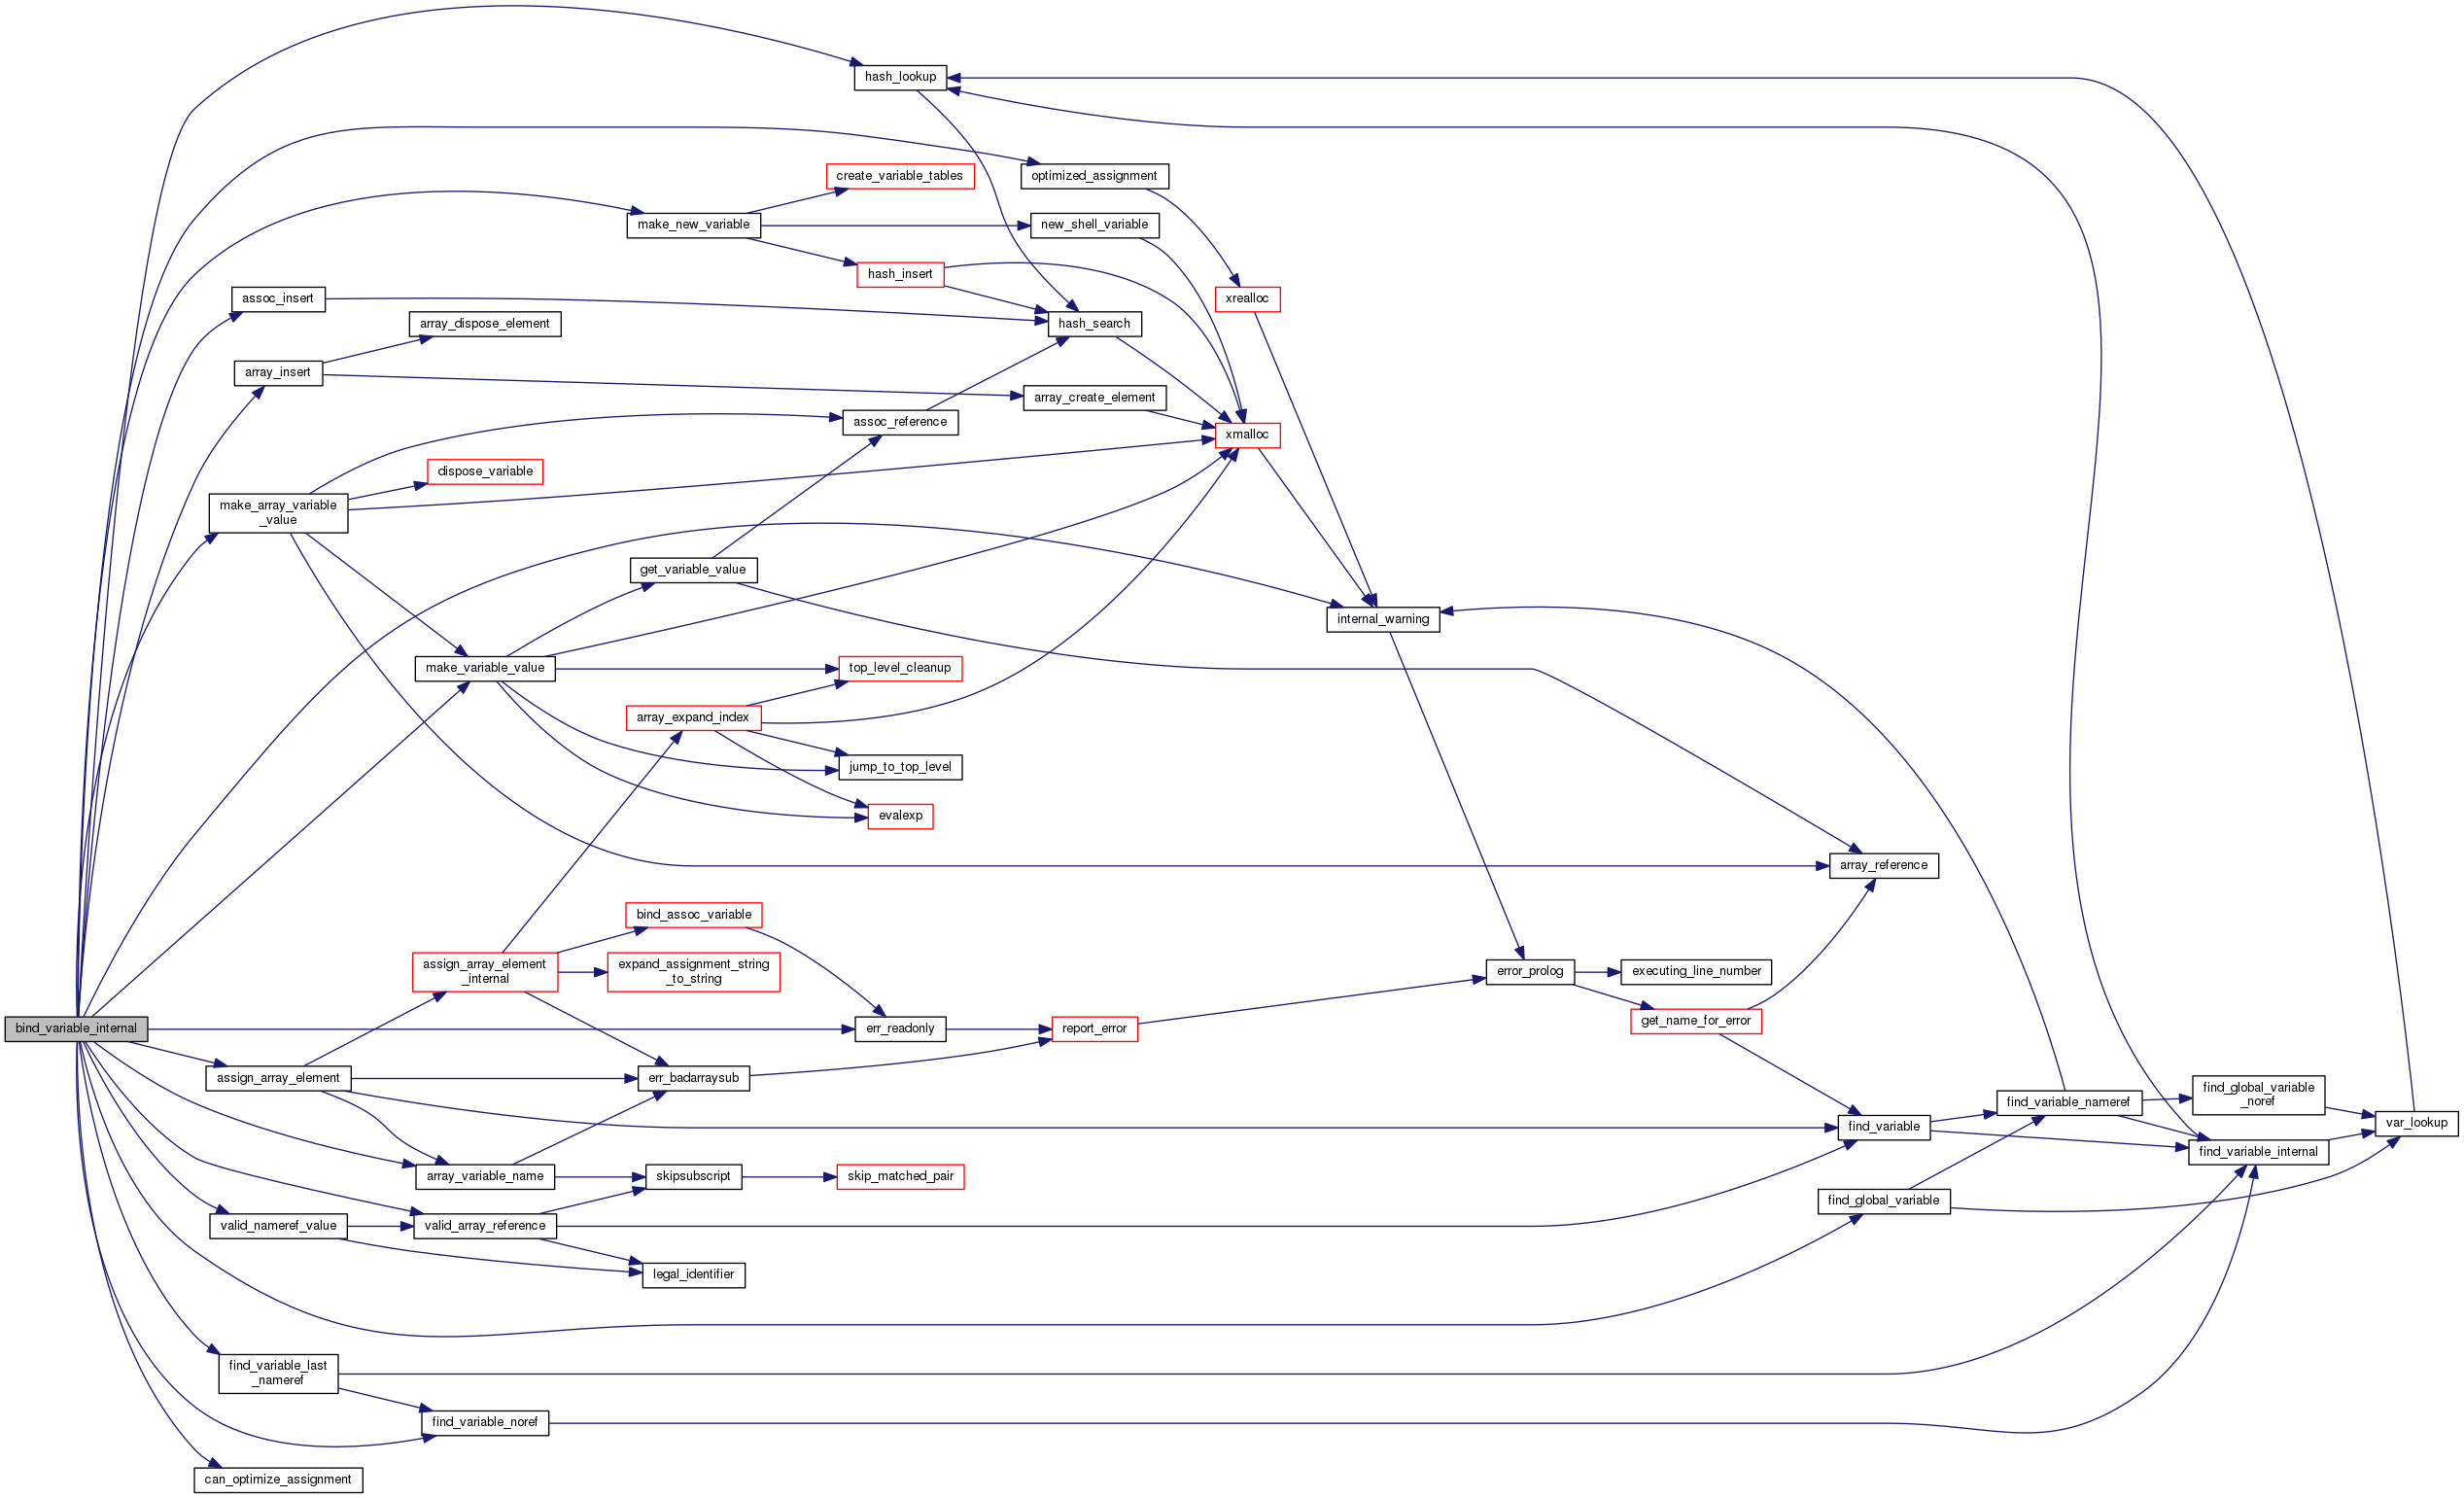 hash_lookup
create_variable_tables
optimized_assignment
make_new_variable
new_shell_variable
hash_insert
assoc_insert
xrealloc
array_dispose_element
hash_search
array_insert
array_create_element
assoc_reference
xmalloc
dispose_variable
make_array_variable
_value
get_variable_value
internal_warning
make_variable_value
top_level_cleanup
array_expand_index
jump_to_top_level
evalexp
array_reference
bind_assoc_variable
assign_array_element
_internal
expand_assignment_string
_to_string
error_prolog
executing_line_number
bind_variable_internal
err_readonly
report_error
get_name_for_error
assign_array_element
err_badarraysub
find_variable_nameref
find_global_variable
_noref
find_variable
var_lookup
find_variable_internal
array_variable_name
skipsubscript
skip_matched_pair
find_global_variable
valid_nameref_value
valid_array_reference
legal_identifier
find_variable_last
_nameref
find_variable_noref
can_optimize_assignment